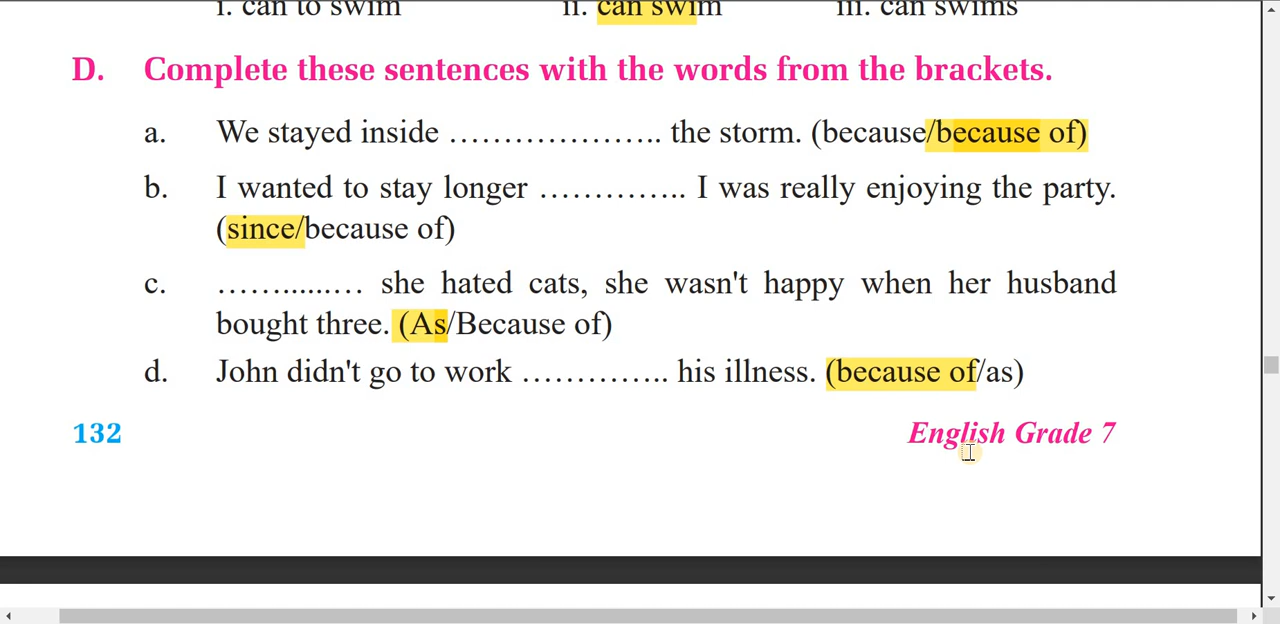 i. can to swim ii. can swim iii. can swims
D. Complete these sentences with the words from the brackets.
a. We stayed inside ..................... the storm. (because/because of)
b. I wanted to stay longer .............. I was really enjoying the party.
(since/because of)
c. ............... she hated cats, she wasn't happy when her husband
bought three. (As/Because of)
d. John didn't go to work .............. his illness. (because of/as)
132 English Grade 7